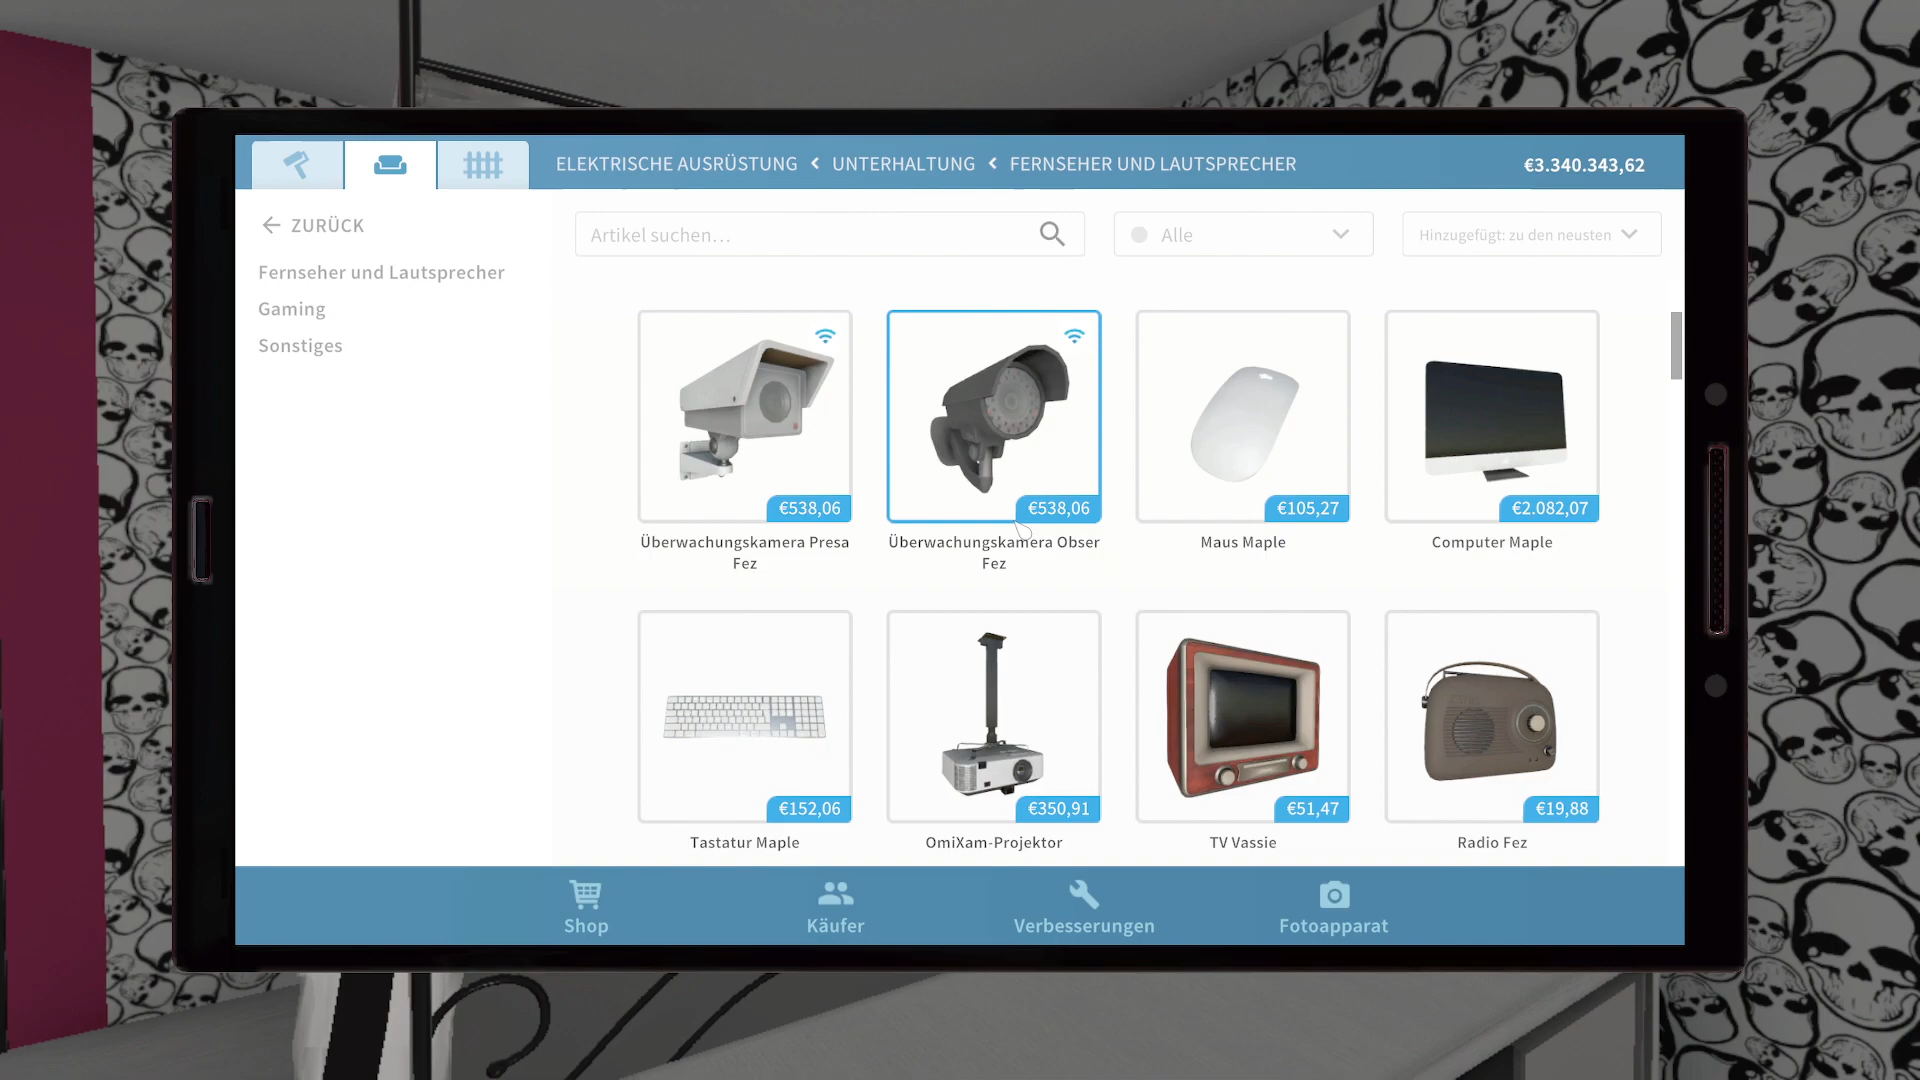 ELEKTRISCHE AUSRÜSTUNG < UNTERHALTUNG < FERNSEHER UND LAUTSPRECHER
€3.340.343,62
← ZURÜCK
Fernseher und Lautsprecher
Gaming
Sonstiges
Artikel suchen...
Alle
Hinzugefügt: zu den neusten
€538,06
€538,06
€105,27
€2.082,07
Überwachungskamera Presa
Fez
Überwachungskamera Obser
Fez
Maus Maple
Computer Maple
€152,06
€350,91
€51,47
€19,88
Tastatur Maple
OmiXam-Projektor
TV Vassie
Radio Fez
Shop
Käufer
Verbesserungen
Fotoapparat